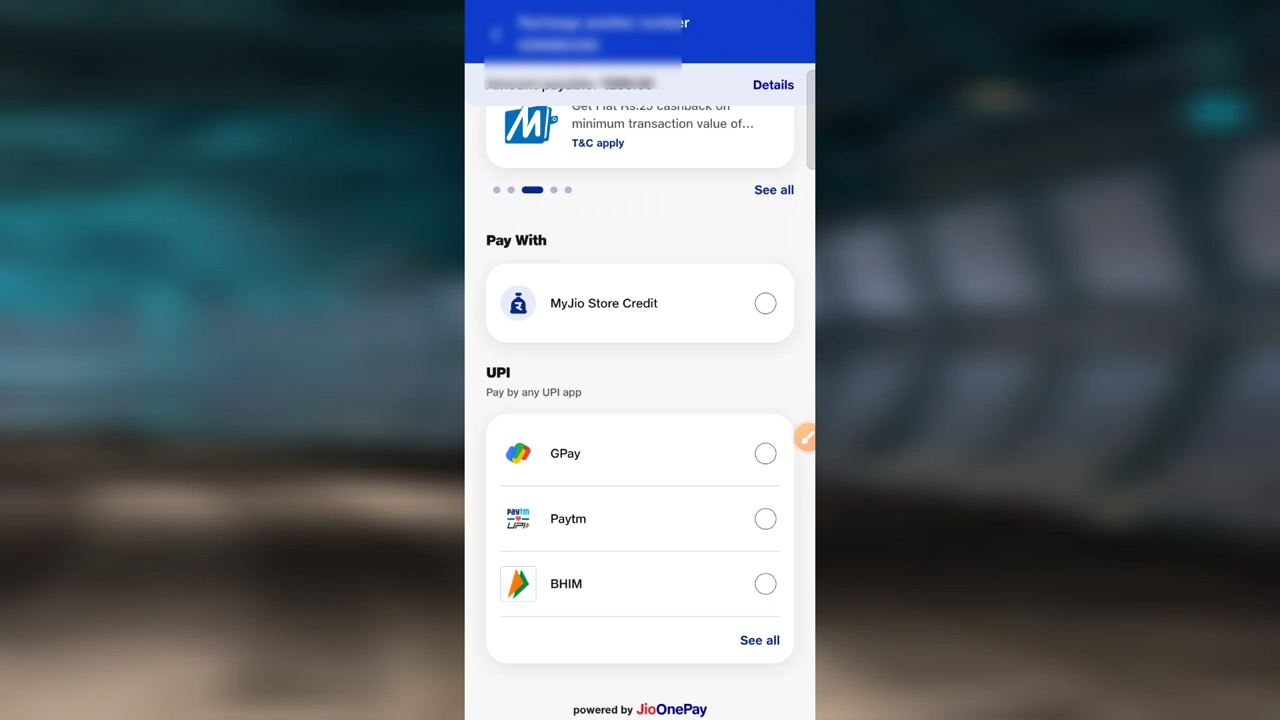 Details
Get Flat Rs.25 cashback on
minimum transaction value of...
T&C apply
See all
Pay With
MyJio Store Credit
UPI
Pay by any UPI app
GPay
Paytm
BHIM
See all
powered by JioOnePay